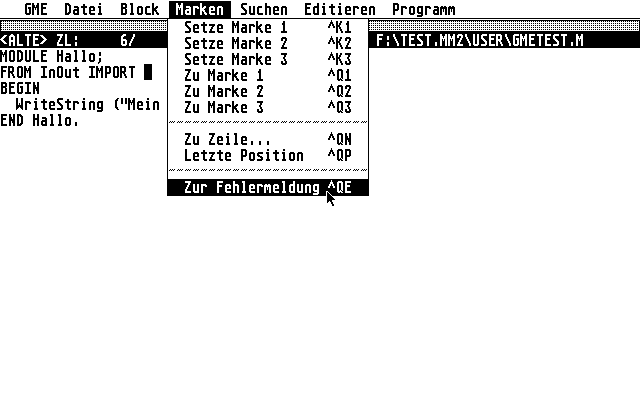 GME Datei Block Marken Suchen Editieren Programm
<ALTE> ZL: 6/ F:\TEST.MM2\USER\GMETEST.M
MODULE Hallo;
FROM InOut IMPORT
BEGIN
WriteString ("Mein
END Hallo.
Setze Marke 1 ^K1
Setze Marke 2 ^K2
Setze Marke 3 ^K3
Zu Marke 1 ^Q1
Zu Marke 2 ^Q2
Zu Marke 3 ^Q3
Zu Zeile... ^QN
Letzte Position ^QP
Zur Fehlermeldung ^QE